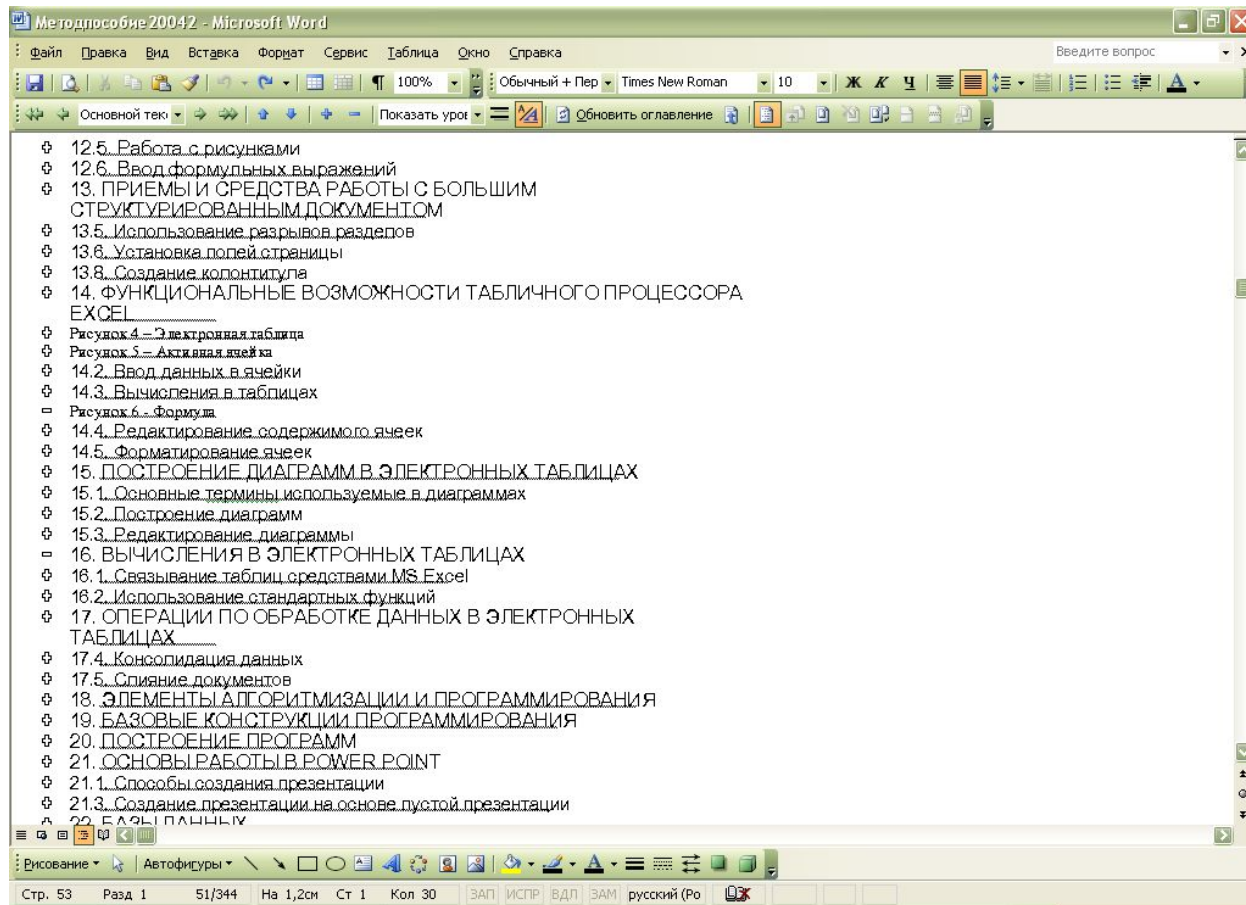 Методпособие20042 - Microsoft Word
Файл Правка Вид Вставка Формат Сервис Таблица Окно Справка Введите вопрос
100% Обычный + Пер Times New Roman 10 Ж К Ч А
Основной текс Показать уров Обновить оглавление
12.5. Работа с рисунками
12.6. Ввод формульных выражений
13. ПРИЕМЫ И СРЕДСТВА РАБОТЫ С БОЛЬШИМ
СТРУКТУРИРОВАННЫМ ДОКУМЕНТОМ
13.5. Использование разрывов разделов
13.6. Установка полей страницы
13.8. Создание колонтитула
14. ФУНКЦИОНАЛЬНЫЕ ВОЗМОЖНОСТИ ТАБЛИЧНОГО ПРОЦЕССОРА
EXCEL
Рисунок 4 – Электронная таблица
Рисунок 5 – Активная ячейка
14.2. Ввод данных в ячейки
14.3. Вычисления в таблицах
Рисунок 6 - Формула
14.4. Редактирование содержимого ячеек
14.5. Форматирование ячеек
15. ПОСТРОЕНИЕ ДИАГРАММ В ЭЛЕКТРОННЫХ ТАБЛИЦАХ
15.1. Основные термины используемые в диаграммах
15.2. Построение диаграмм
15.3. Редактирование диаграммы
16. ВЫЧИСЛЕНИЯ В ЭЛЕКТРОННЫХ ТАБЛИЦАХ
16.1. Связывание таблиц средствами MS Excel
16.2. Использование стандартных функций
17. ОПЕРАЦИИ ПО ОБРАБОТКЕ ДАННЫХ В ЭЛЕКТРОННЫХ
ТАБЛИЦАХ
17.4. Консолидация данных
17.5. Слияние документов
18. ЭЛЕМЕНТЫ АЛГОРИТМИЗАЦИИ И ПРОГРАММИРОВАНИЯ
19. БАЗОВЫЕ КОНСТРУКЦИИ ПРОГРАММИРОВАНИЯ
20. ПОСТРОЕНИЕ ПРОГРАММ
21. ОСНОВЫ РАБОТЫ В POWER POINT
21.1. Способы создания презентации
21.3. Создание презентации на основе пустой презентации
22. БАЗЫ ДАННЫХ
Рисование Автофигуры А
Стр. 53 Разд 1 51/344 На 1,2см Ст 1 Кол 30 ЗАП ИСПР ВДЛ ЗАМ русский (Ро